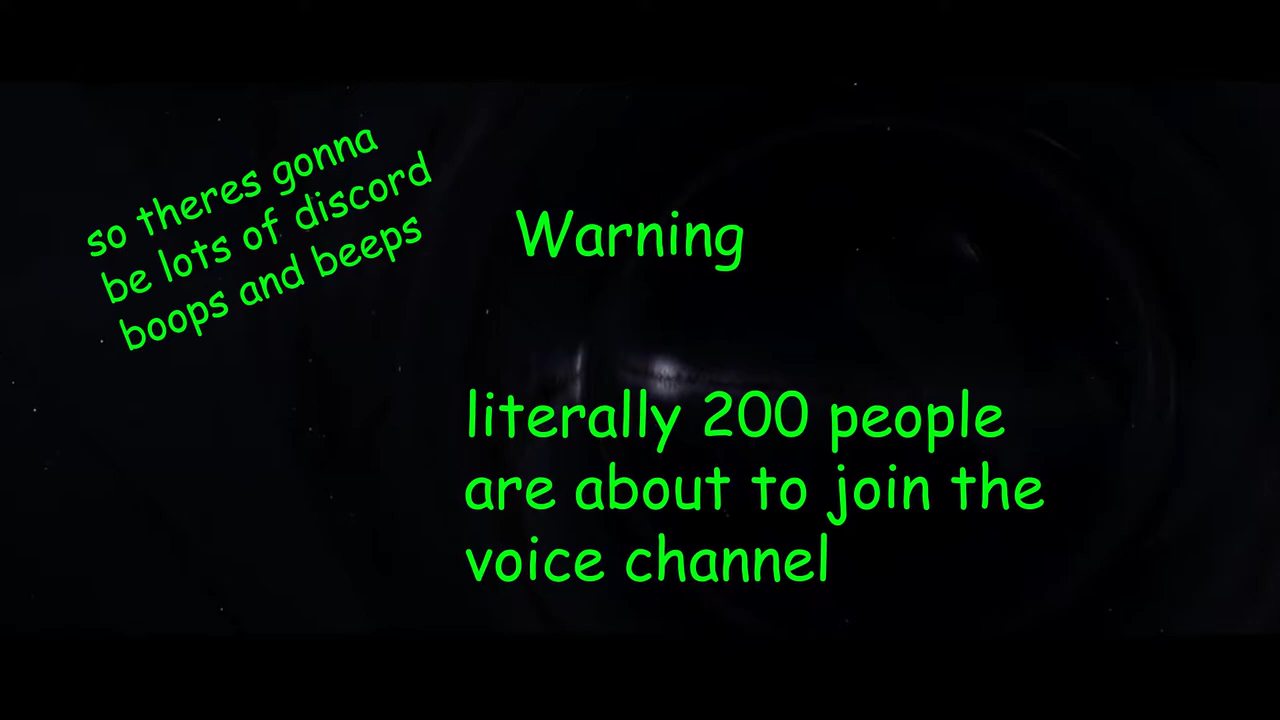 so theres gonna
be lots of discord
boops and beeps
Warning
literally 200 people
are about to join the
voice channel